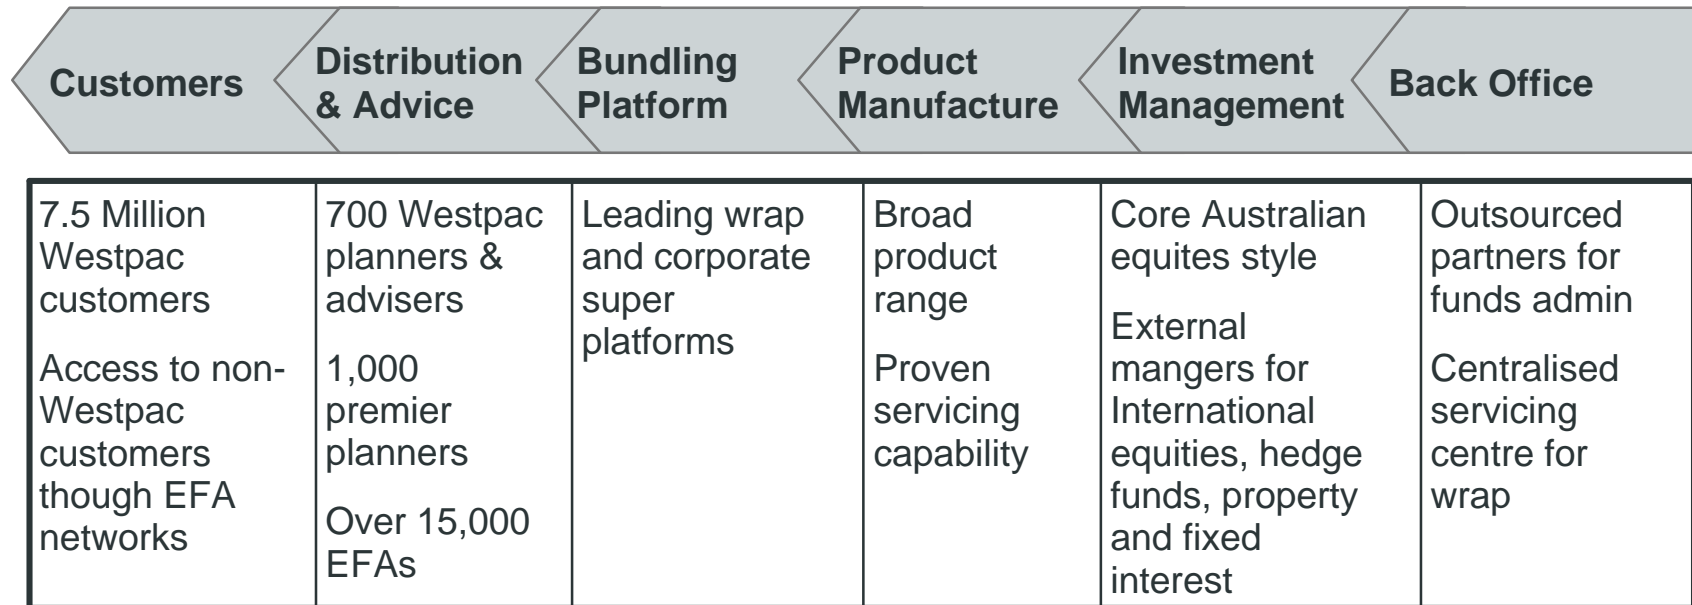 Customers
Distribution
& Advice
Bundling
Platform
Product
Manufacture
Investment
Management
Back Office
7.5 Million
Westpac
customers
Access to non-
Westpac
customers
though EFA
networks
700 Westpac
planners &
advisers
1,000
premier
planners
Over 15,000
EFAs
Leading wrap
and corporate
super
platforms
Broad
product
range
Proven
servicing
capability
Core Australian
equites style
External
mangers for
International
equities, hedge
funds, property
and fixed
interest
Outsourced
partners for
funds admin
Centralised
servicing
centre for
wrap